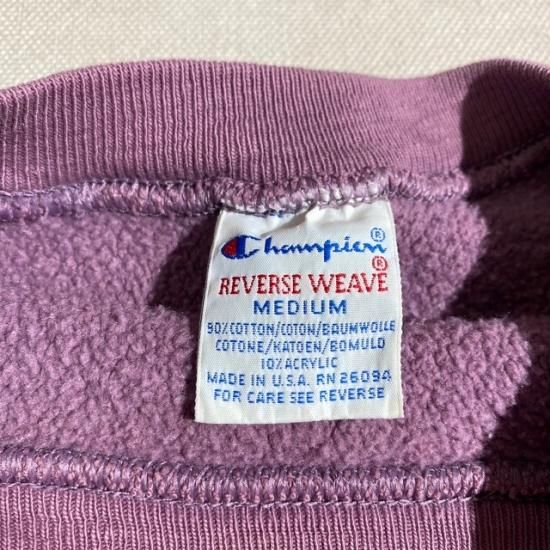 Champion®
REVERSE WEAVE®
MEDIUM
90%COTTON/COTON/BAUMWOLLE
COTONE/KATOEN/BOMULD
10%ACRYLIC
MADE IN U.S.A. RN 26094
FOR CARE SEE REVERSE